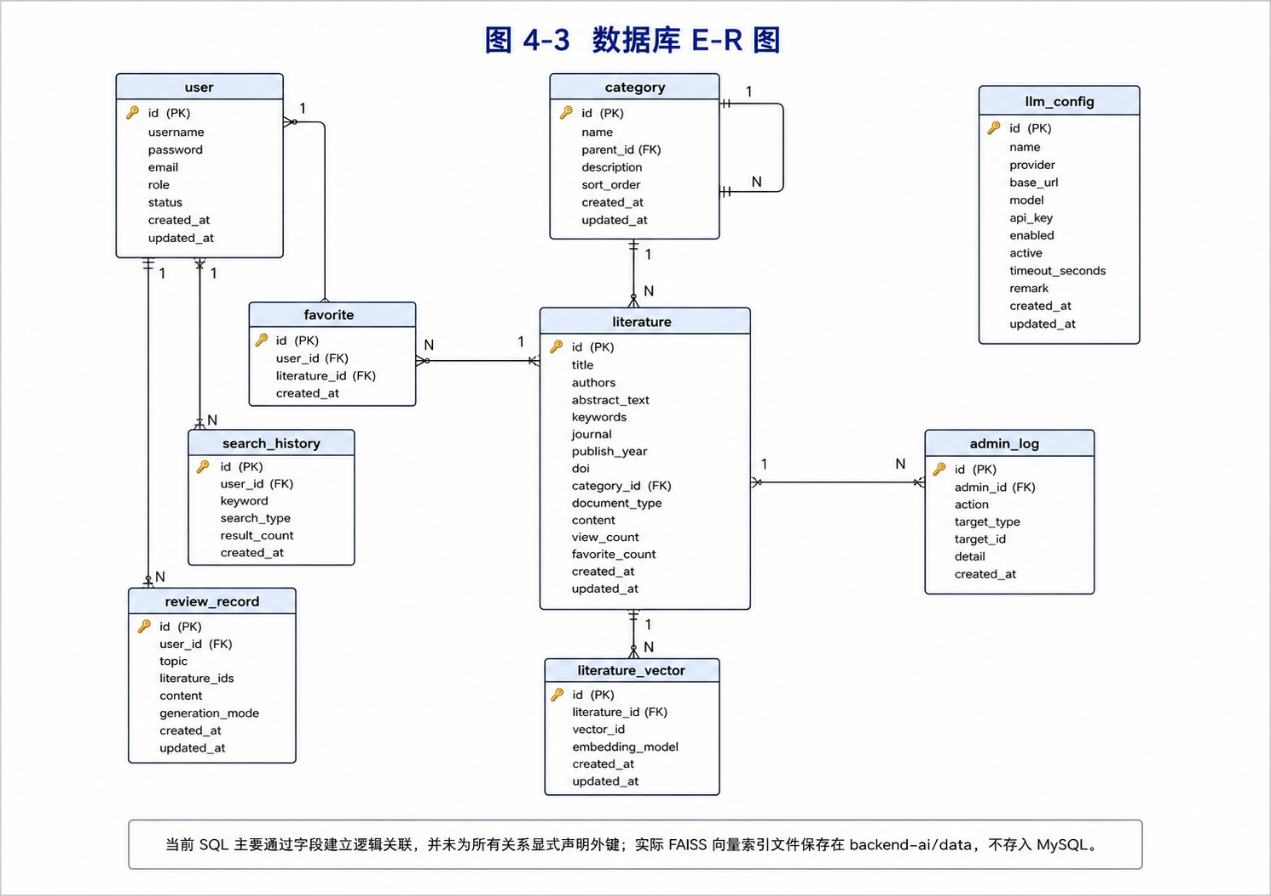 图 4-3 数据库 E-R 图
user
id (PK)
username
password
email
role
status
created_at
updated_at
1
1
1
category
id (PK)
name
parent_id (FK)
description
sort_order
created_at
updated_at
1
N
1
N
llm_config
id (PK)
name
provider
base_url
model
api_key
enabled
active
timeout_seconds
remark
created_at
updated_at
favorite
id (PK)
user_id (FK)
literature_id (FK)
created_at
N
1
literature
id (PK)
title
authors
abstract_text
keywords
journal
publish_year
doi
category_id (FK)
document_type
content
view_count
favorite_count
created_at
updated_at
1
N
admin_log
id (PK)
admin_id (FK)
action
target_type
target_id
detail
created_at
N
search_history
id (PK)
user_id (FK)
keyword
search_type
result_count
created_at
N
review_record
id (PK)
user_id (FK)
topic
literature_ids
content
generation_mode
created_at
updated_at
1
N
literature_vector
id (PK)
literature_id (FK)
vector_id
embedding_model
created_at
updated_at
当前 SQL 主要通过字段建立逻辑关联，并未为所有关系显式声明外键；实际 FAISS 向量索引文件保存在 backend-ai/data，不存入 MySQL。